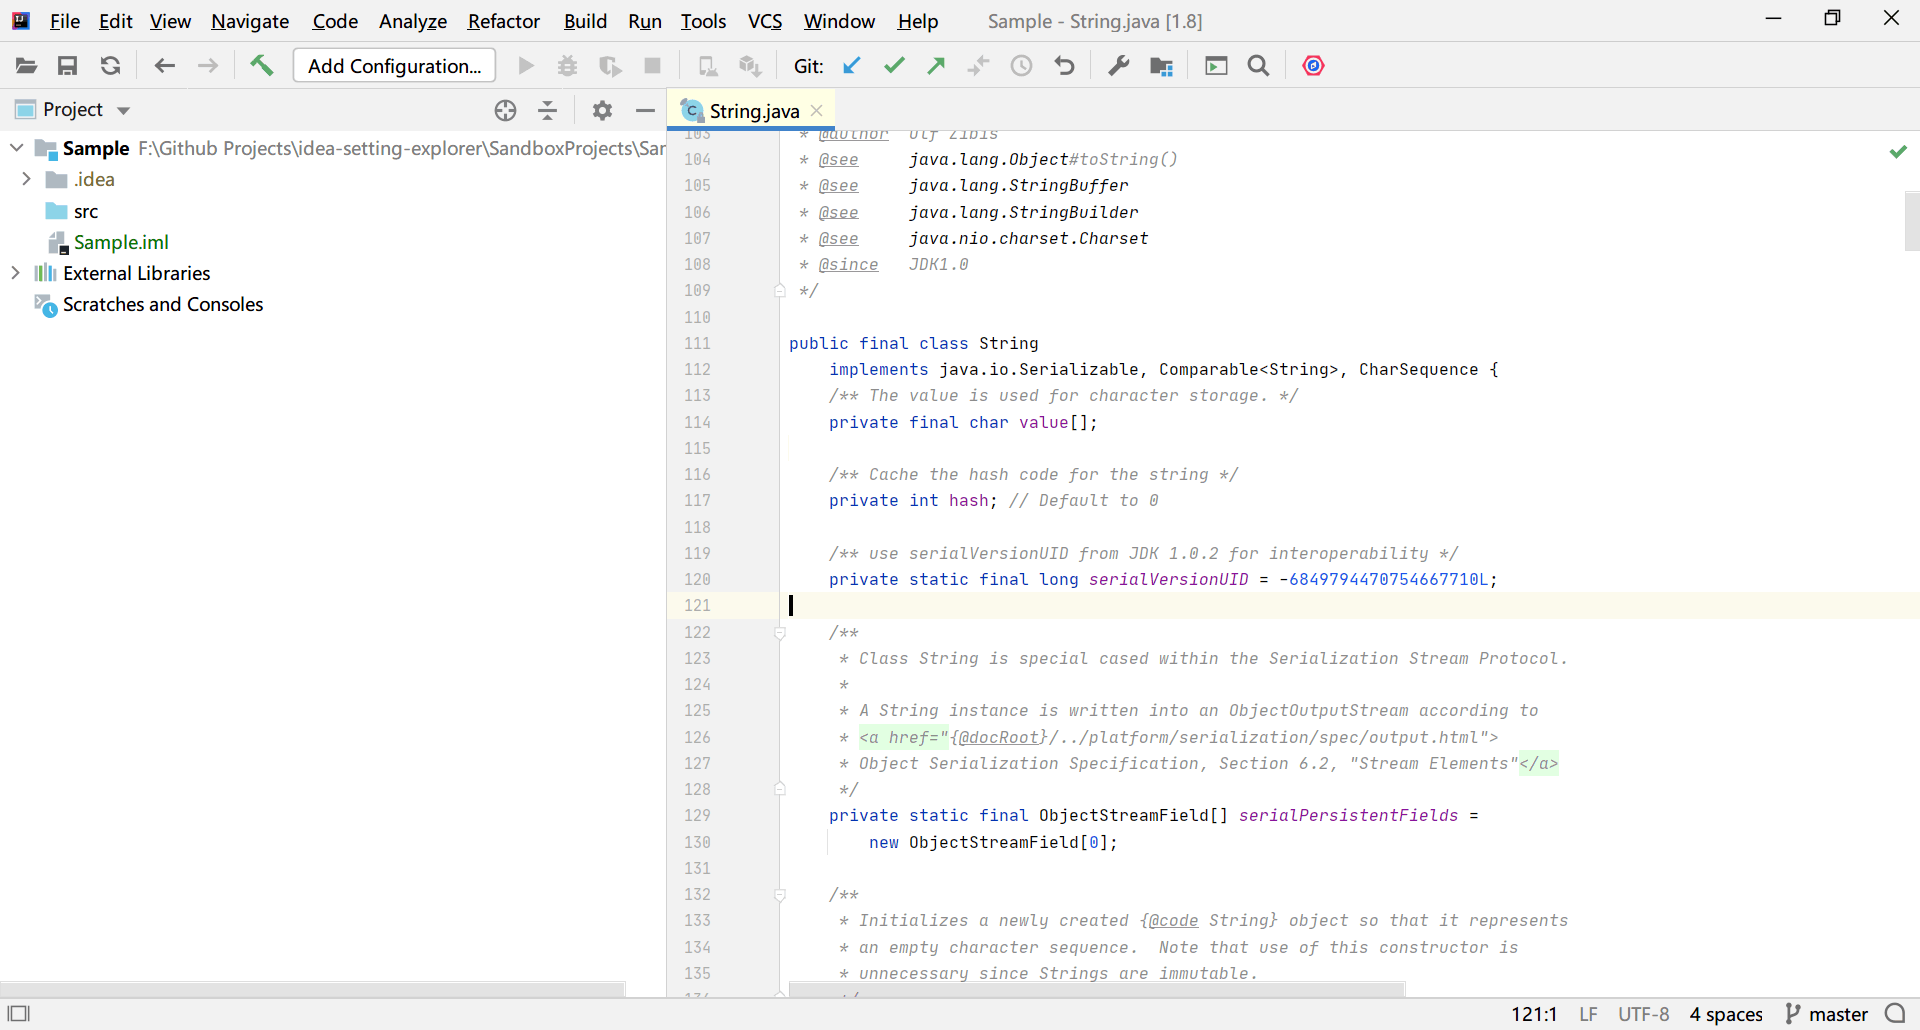 File Edit View Navigate Code Analyze Refactor Build Run Tools VCS Window Help Sample - String.java [1.8]
Add Configuration... Git:
Project
String.java
Sample F:\Github Projects\idea-setting-explorer\SandboxProjects\Sar
.idea
src
Sample.iml
External Libraries
Scratches and Consoles
103 * @author Ulf Zibis
104 * @see java.lang.Object#toString()
105 * @see java.lang.StringBuffer
106 * @see java.lang.StringBuilder
107 * @see java.nio.charset.Charset
108 * @since JDK1.0
109 */
110
111 public final class String
112 implements java.io.Serializable, Comparable<String>, CharSequence {
113 /** The value is used for character storage. */
114 private final char value[];
115
116 /** Cache the hash code for the string */
117 private int hash; // Default to 0
118
119 /** use serialVersionUID from JDK 1.0.2 for interoperability */
120 private static final long serialVersionUID = -6849794470754667710L;
121
122 /**
123 * Class String is special cased within the Serialization Stream Protocol.
124 *
125 * A String instance is written into an ObjectOutputStream according to
126 * <a href="{@docRoot}/../platform/serialization/spec/output.html">
127 * Object Serialization Specification, Section 6.2, "Stream Elements"</a>
128 */
129 private static final ObjectStreamField[] serialPersistentFields =
130 new ObjectStreamField[0];
131
132 /**
133 * Initializes a newly created {@code String} object so that it represents
134 * an empty character sequence. Note that use of this constructor is
135 * unnecessary since Strings are immutable.
136 */
121:1 LF UTF-8 4 spaces master